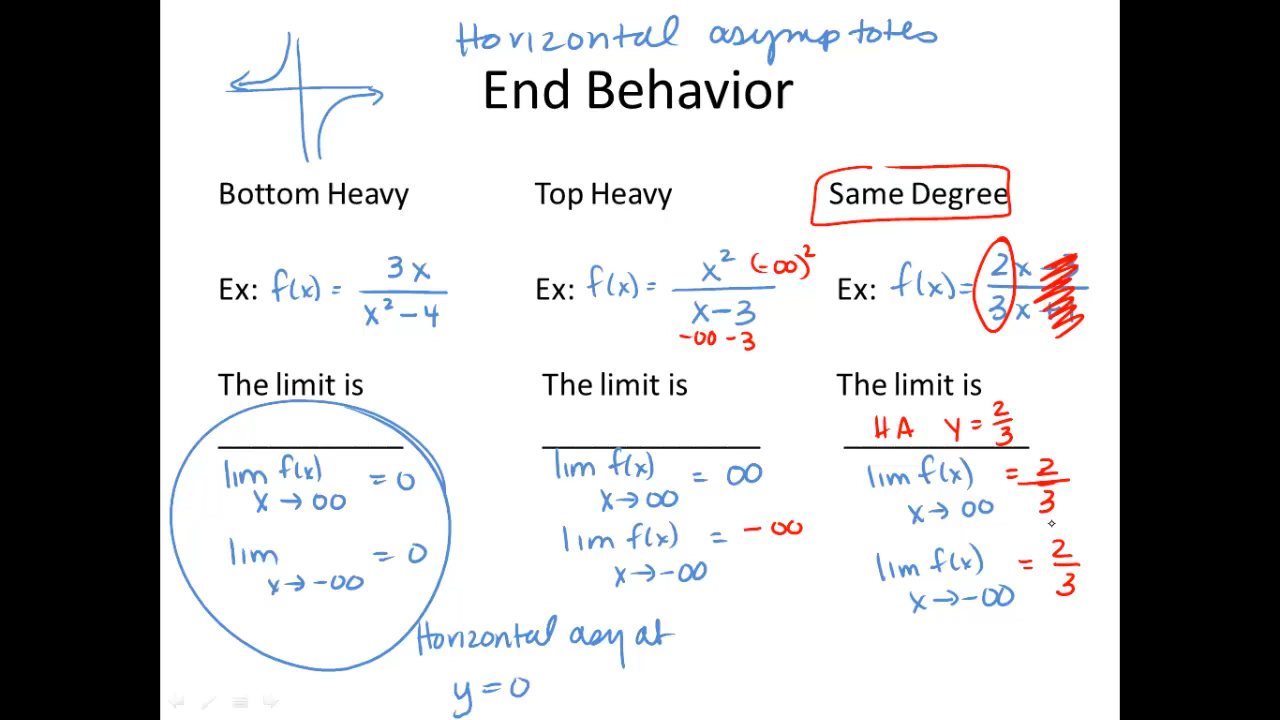 Horizontal asymptotes
End Behavior
Bottom Heavy
Ex: f(x) = 3x / x² - 4
The limit is
lim f(x) = 0
x → ∞
lim = 0
x → -∞
Horizontal asy at
y = 0
Top Heavy
Ex: f(x) = x² / x - 3
(-∞)²
-∞ - 3
The limit is
lim f(x) = ∞
x → ∞
lim f(x) = -∞
x → -∞
Same Degree
Ex: f(x) = 2x / 3x
The limit is
HA y = 2/3
lim f(x) = 2/3
x → ∞
lim f(x) = 2/3
x → -∞